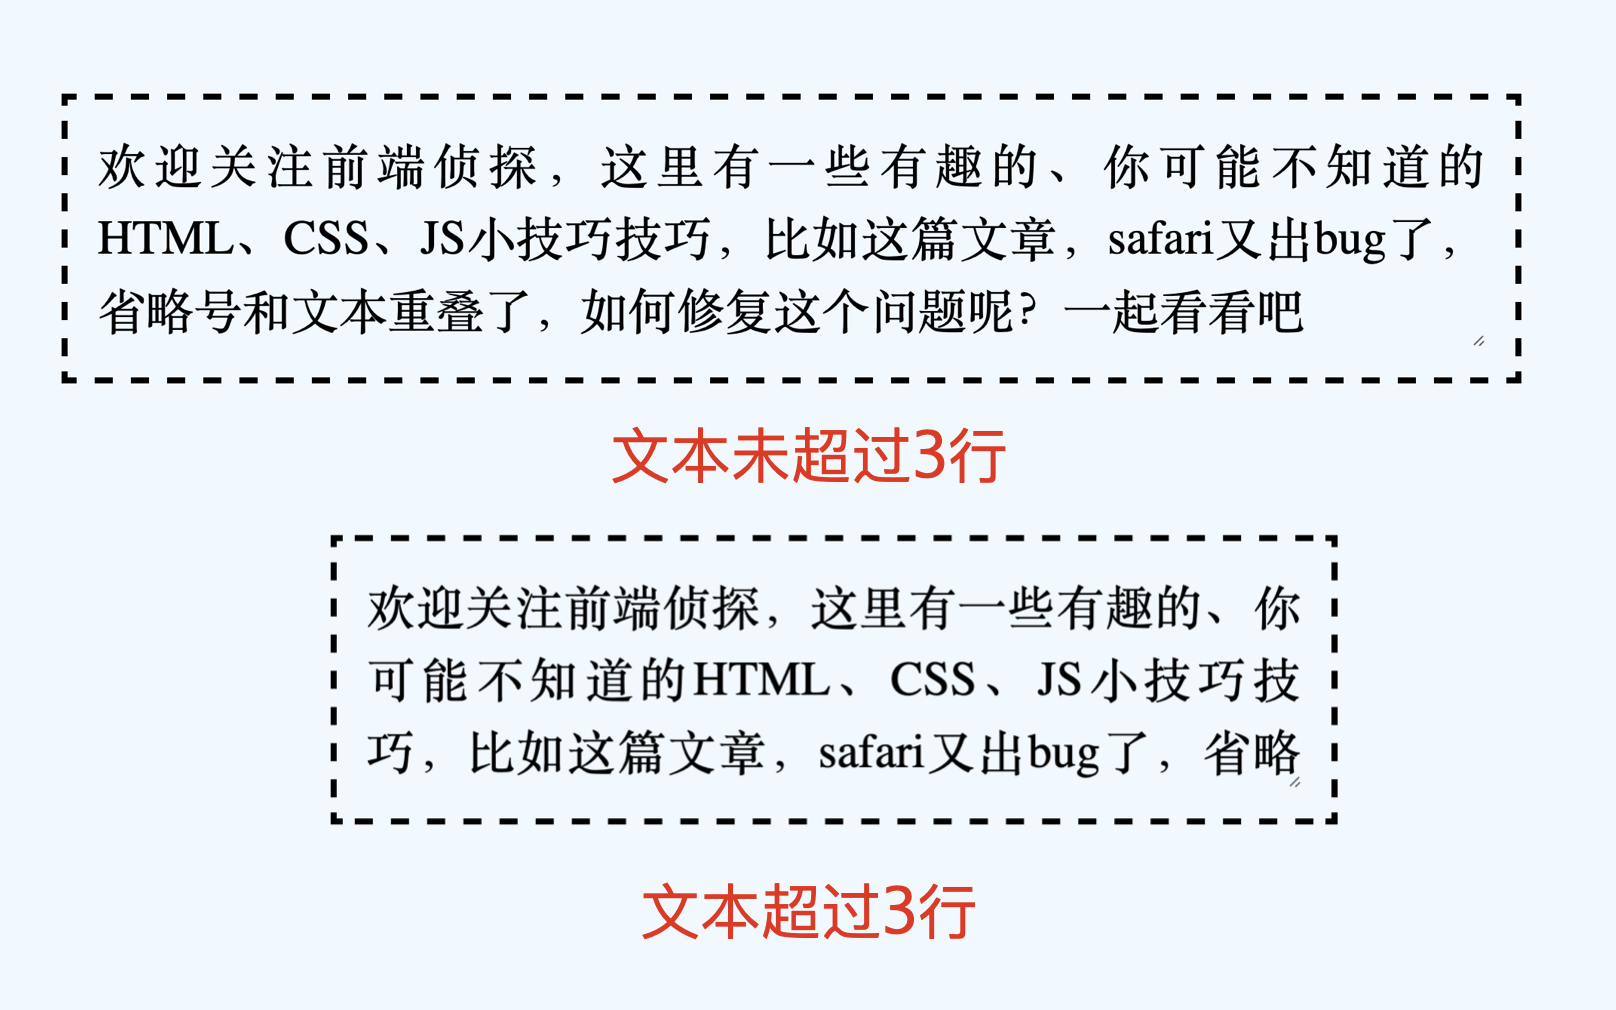 欢迎关注前端侦探，这里有一些有趣的、你可能不知道的
HTML、CSS、JS小技巧技巧，比如这篇文章，safari又出bug了，
省略号和文本重叠了，如何修复这个问题呢？一起看看吧
文本未超过3行
欢迎关注前端侦探，这里有一些有趣的、你
可能不知道的HTML、CSS、JS小技巧技
巧，比如这篇文章，safari又出bug了，省略
文本超过3行